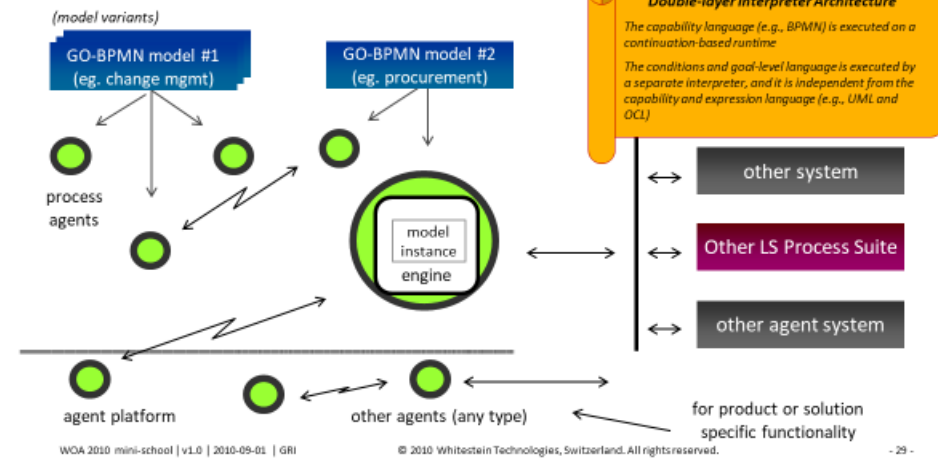 (model variants)
GO-BPMN model #1
(eg. change mgmt)
GO-BPMN model #2
(eg. procurement)
Double-layer Interpreter Architecture
The capability language (e.g., BPMN) is executed on a
continuation-based runtime
The conditions and goal-level language is executed by
a separate interpreter, and it is independent from the
capability and expression language (e.g., UML and
OCL)
process
agents
model
instance
engine
other system
Other LS Process Suite
other agent system
agent platform
other agents (any type)
for product or solution
specific functionality
WOA 2010 mini-school | v1.0 | 2010-09-01 | GRI
© 2010 Whitestein Technologies, Switzerland. All rights reserved.
- 29 -